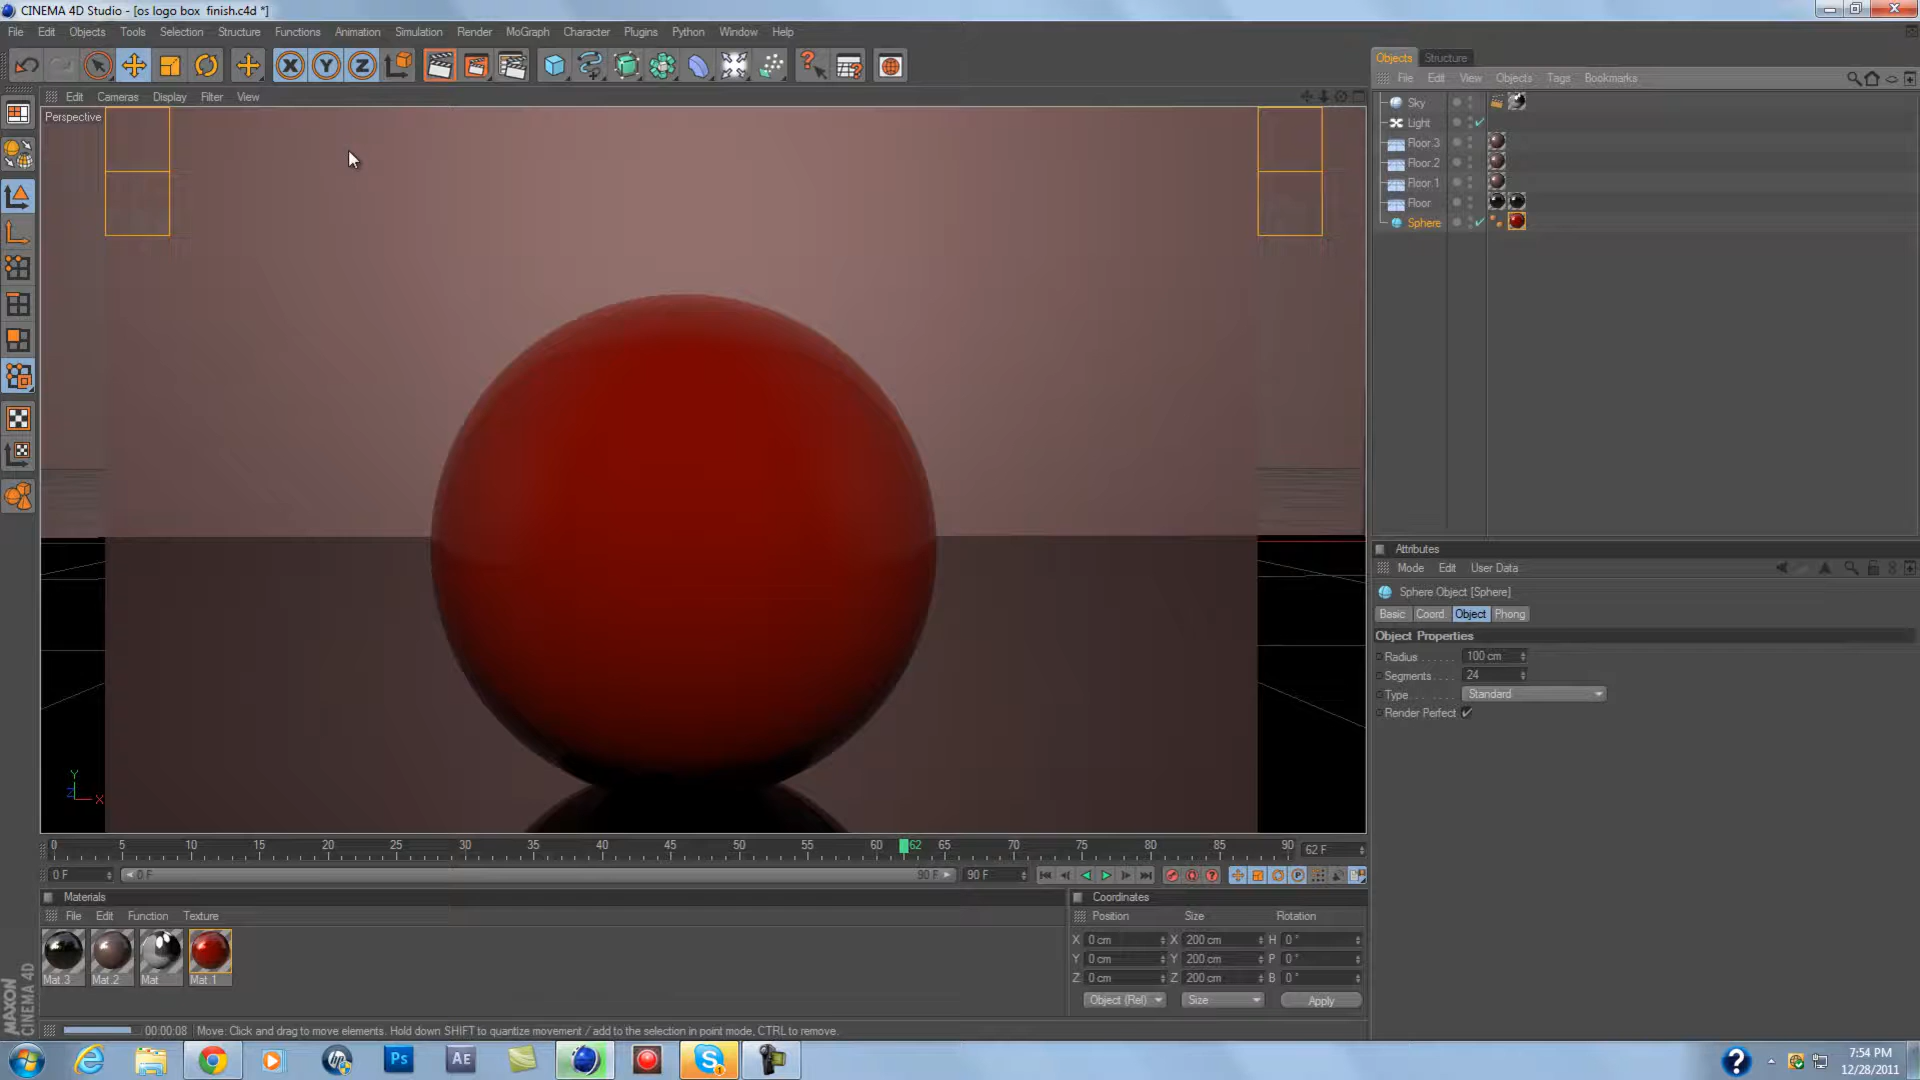 CINEMA 4D Studio - [os logo box  finish.c4d *]
File Edit Objects Tools Selection Structure Functions Animation Simulation Render MoGraph Character Plugins Python Window Help
X Y Z
Edit Cameras Display Filter View
Perspective
Y
Z X
Objects Structure
File Edit View Objects Tags Bookmarks
Sky
Light
Floor.3
Floor.2
Floor.1
Floor
Sphere
Attributes
Mode Edit User Data
Sphere Object [Sphere]
Basic Coord. Object Phong
Object Properties
Radius . . . . . . 100 cm
Segments . . . . 24
Type . . . . . . . Standard
Render Perfect
0 5 10 15 20 25 30 35 40 45 50 55 60 62 65 70 75 80 85 90 62 F
0 F 0 F 90 F 90 F
Materials
File Edit Function Texture
Mat.3 Mat.2 Mat Mat.1
Coordinates
Position Size Rotation
X 0 cm X 200 cm H 0 °
Y 0 cm Y 200 cm P 0 °
Z 0 cm Z 200 cm B 0 °
Object (Rel) Size Apply
MAXON
CINEMA 4D
00:00:08 Move: Click and drag to move elements. Hold down SHIFT to quantize movement / add to the selection in point mode, CTRL to remove.
hp Ps AE S 1
?
7:54 PM
12/28/2011